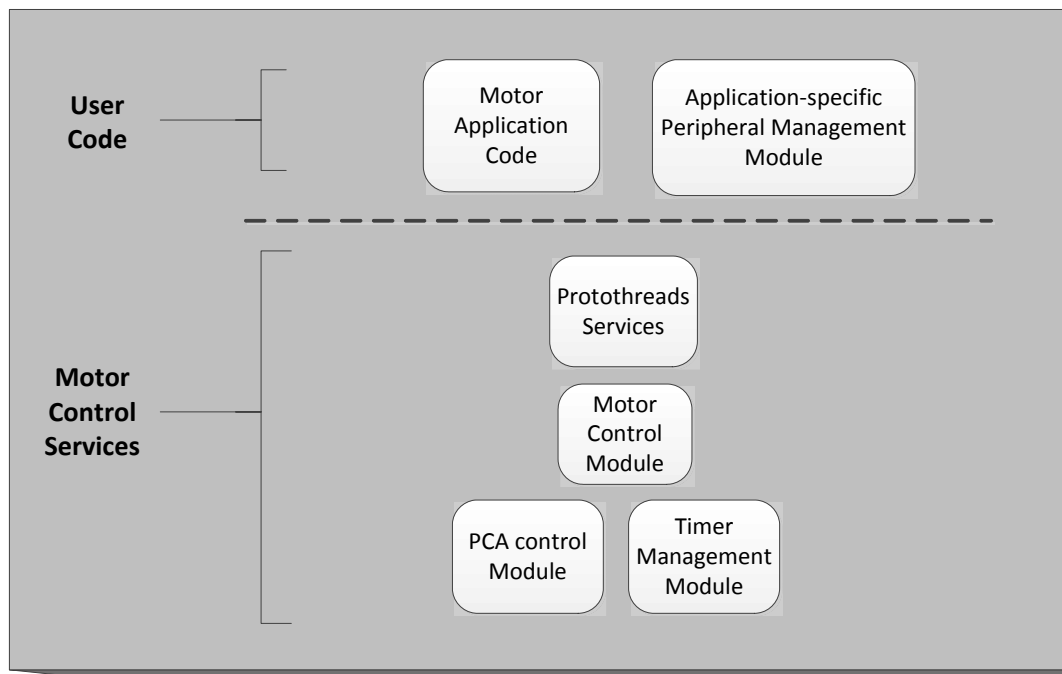 User
Code
Motor
Application
Code
Application-specific
Peripheral Management
Module
Motor
Control
Services
Protothreads
Services
Motor
Control
Module
PCA control
Module
Timer
Management
Module